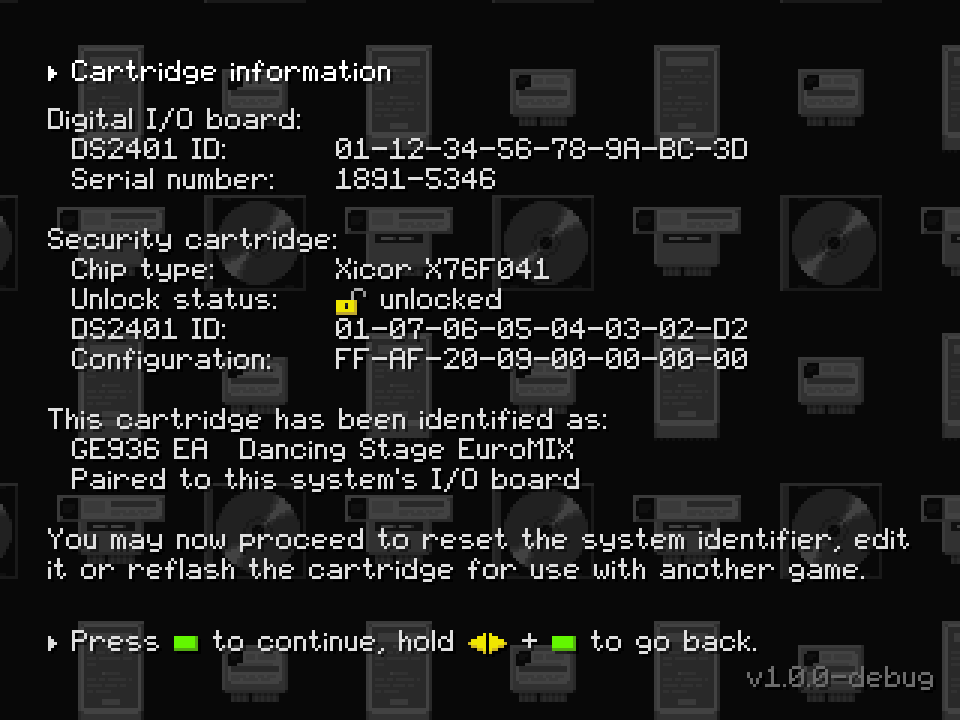 Cartridge information
Digital I/O board:
DS2401 ID: 01-12-34-56-78-9A-BC-3D
Serial number: 1891-5346
Security cartridge:
Chip type: Xicor X76F041
Unlock status: unlocked
DS2401 ID: 01-07-06-05-04-03-02-D2
Configuration: FF-AF-20-09-00-00-00-00
This cartridge has been identified as:
GE936 EA Dancing Stage EuroMIX
Paired to this system's I/O board
You may now proceed to reset the system identifier, edit
it or reflash the cartridge for use with another game.
Press to continue, hold + to go back.
v1.0.0-debug